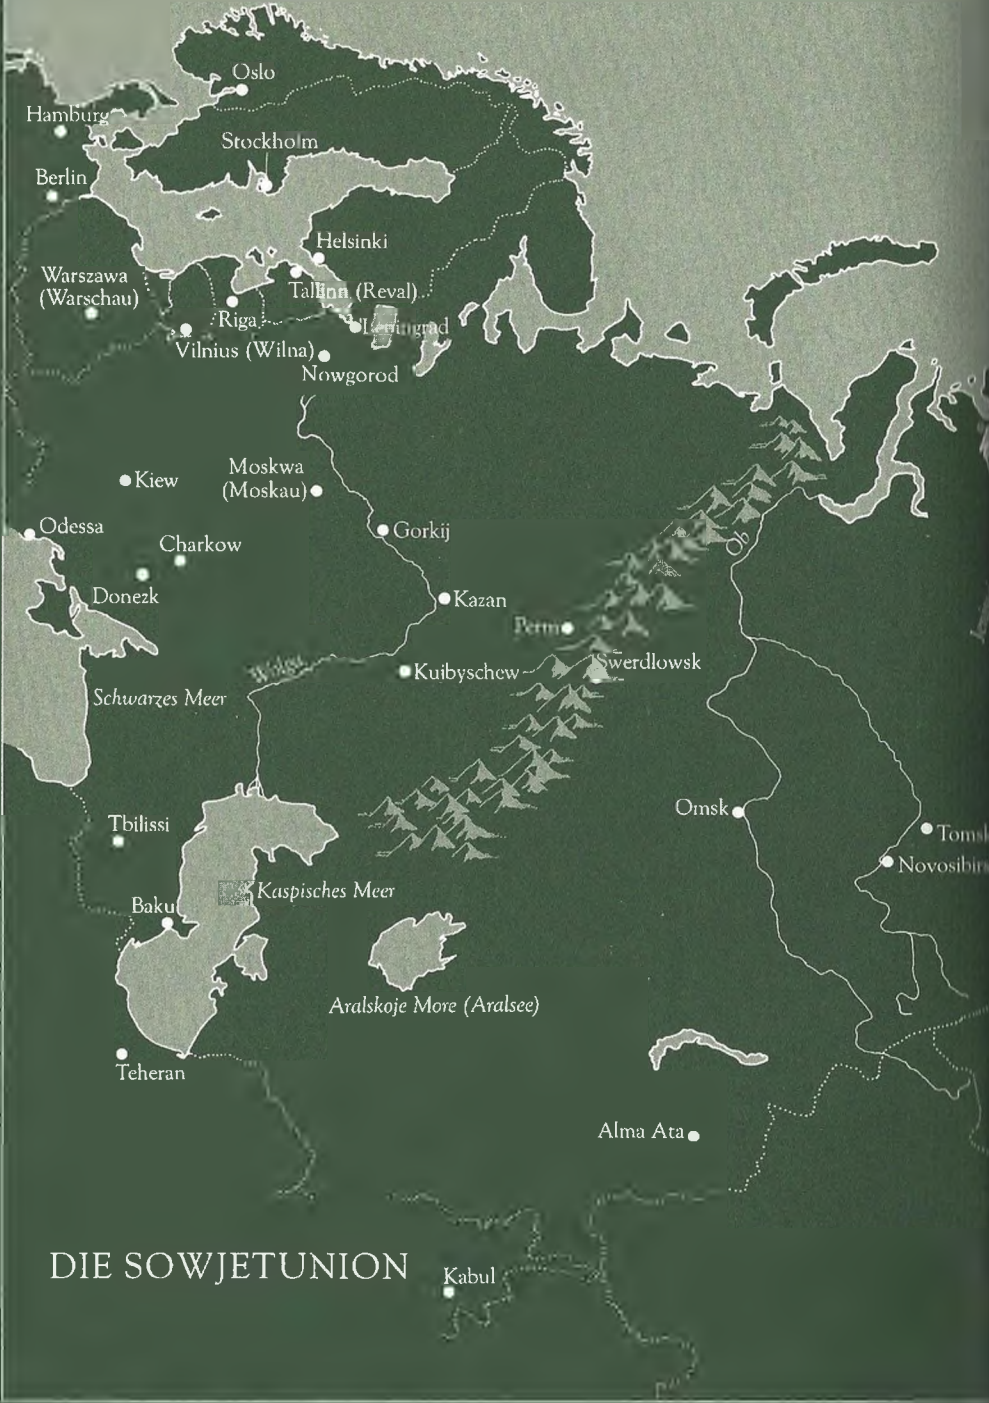 Oslo
Hamburg
Stockholm
Berlin
Helsinki
Warszawa
(Warschau)
Tallinn (Reval)
Riga
Leningrad
Vilnius (Wilna)
Nowgorod
Moskwa
(Moskau)
Kiew
Odessa
Gorkij
Charkow
Ob
Donezk
Kazan
Perm
Wolga
Kuibyschew
Swerdlowsk
Schwarzes Meer
Omsk
Tbilissi
Tomsk
Novosibirs
Kaspisches Meer
Baku
Aralskoje More (Aralsee)
Teheran
Alma Ata
DIE SOWJETUNION
Kabul